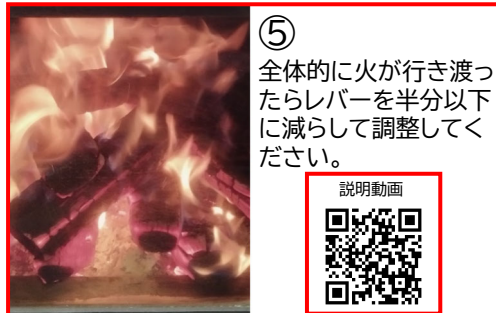 ⑤
全体的に火が行き渡っ
たらレバーを半分以下
に減らして調整してく
ださい。
説明動画